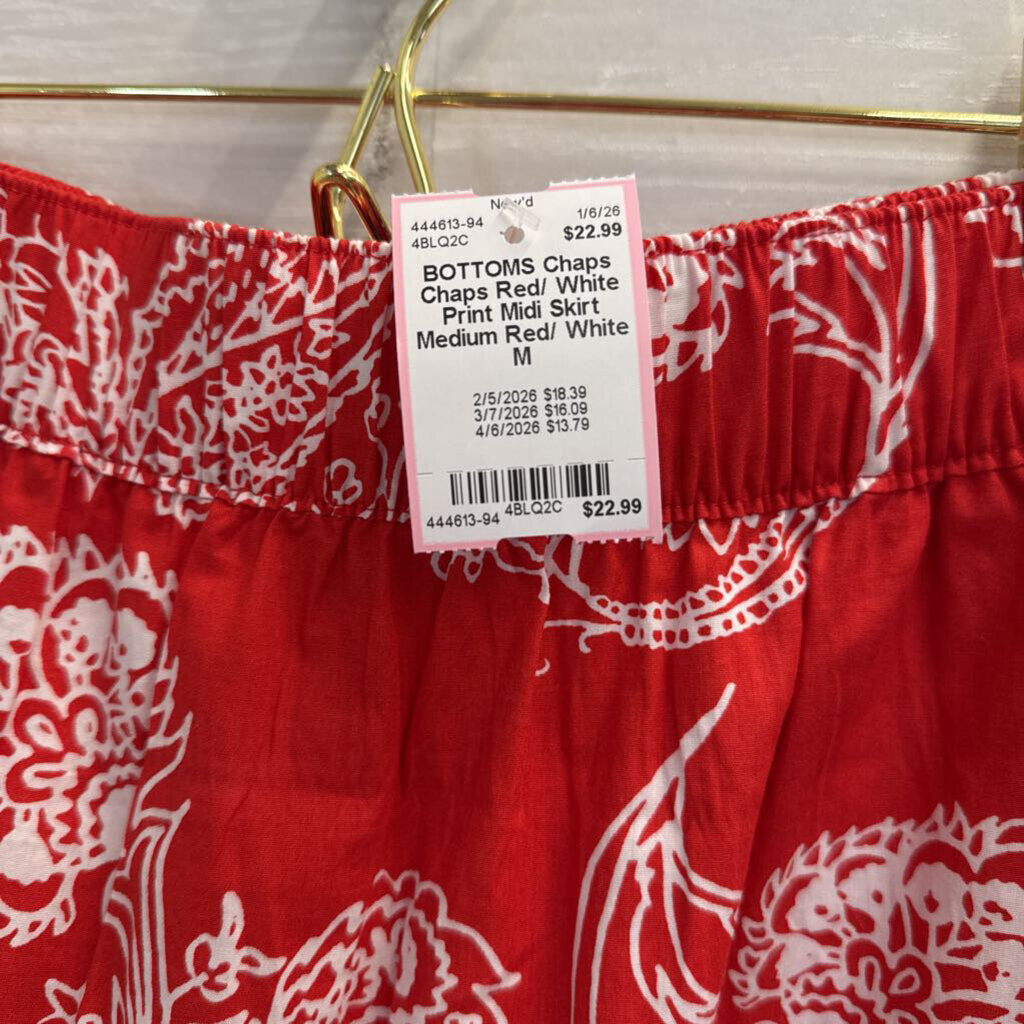 New'd
444613-94 1/6/26
4BLQ2C $22.99
BOTTOMS Chaps
Chaps Red/ White
Print Midi Skirt
Medium Red/ White
M
2/5/2026 $18.39
3/7/2026 $16.09
4/6/2026 $13.79
444613-94 4BLQ2C $22.99